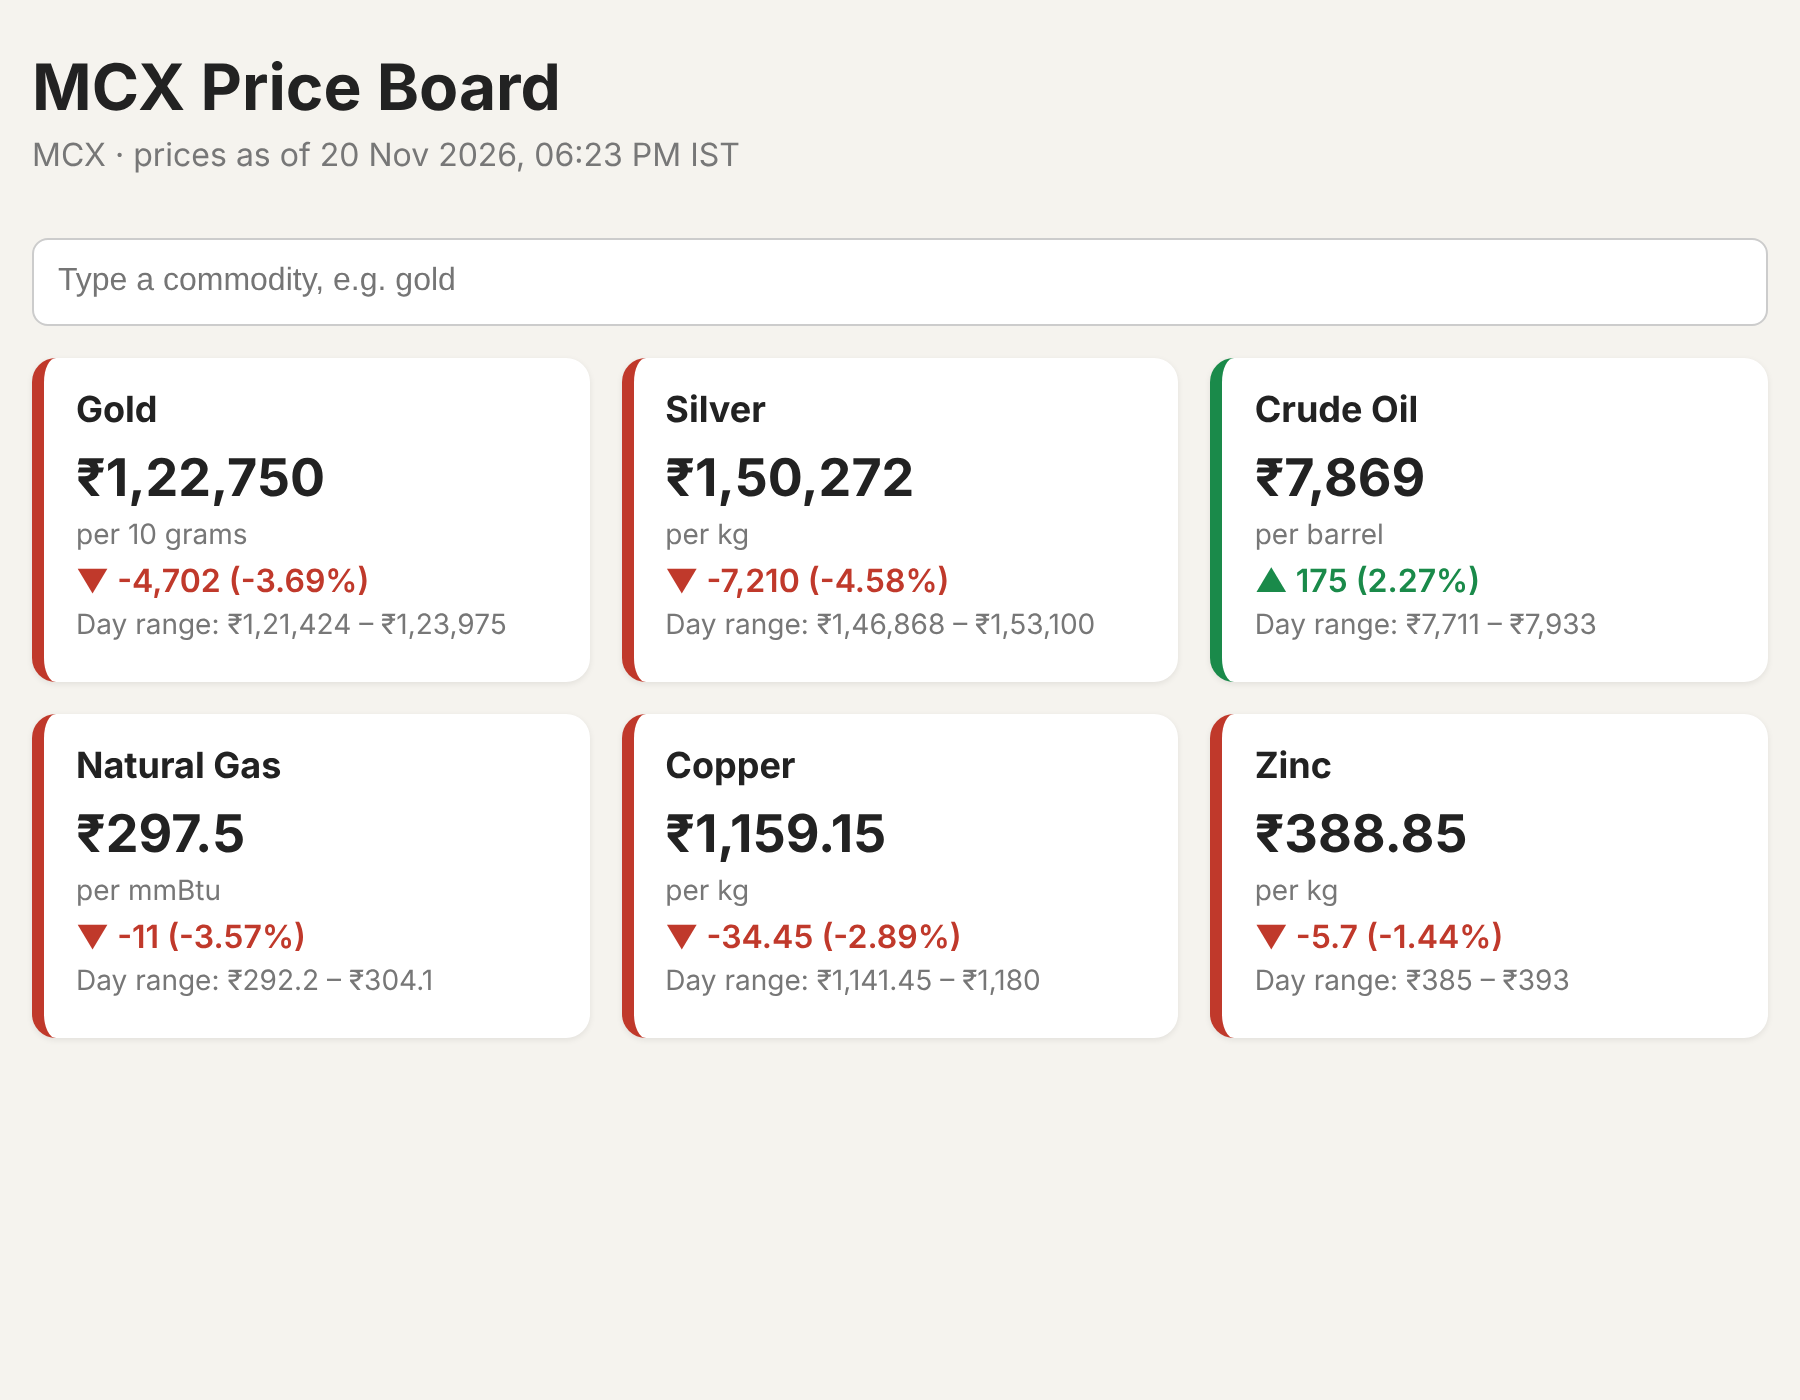 MCX Price Board
MCX · prices as of 20 Nov 2026, 06:23 PM IST
Type a commodity, e.g. gold
Gold
₹1,22,750
per 10 grams
▼ -4,702 (-3.69%)
Day range: ₹1,21,424 – ₹1,23,975
Silver
₹1,50,272
per kg
▼ -7,210 (-4.58%)
Day range: ₹1,46,868 – ₹1,53,100
Crude Oil
₹7,869
per barrel
▲ 175 (2.27%)
Day range: ₹7,711 – ₹7,933
Natural Gas
₹297.5
per mmBtu
▼ -11 (-3.57%)
Day range: ₹292.2 – ₹304.1
Copper
₹1,159.15
per kg
▼ -34.45 (-2.89%)
Day range: ₹1,141.45 – ₹1,180
Zinc
₹388.85
per kg
▼ -5.7 (-1.44%)
Day range: ₹385 – ₹393